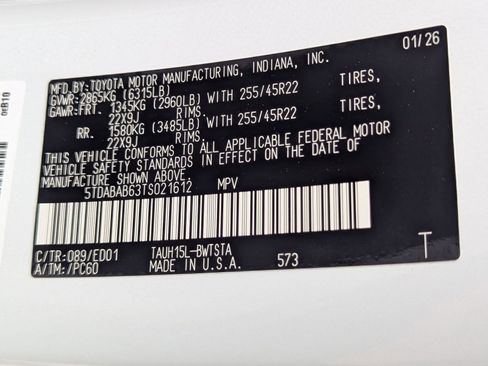 MFD.BY:TOYOTA MOTOR MANUFACTURING, INDIANA, INC. 01/26
GVWR-2865KG (6315LB)
GAWR:FRT. 1345KG (2960LB) WITH 255/45R22 TIRES,
22X9J RIMS.
RR. 1580KG (3485LB) WITH 255/45R22 TIRES,
22X9J RIMS.
THIS VEHICLE CONFORMS TO ALL APPLICABLE FEDERAL MOTOR
VEHICLE SAFETY STANDARDS IN EFFECT ON THE DATE OF
MANUFACTURE SHOWN ABOVE
5TDABAB63TS021612 MPV
C/TR:089/ED01 TAUH15L-BWTSTA T
A/TM:/PC60 MADE IN U.S.A. 573